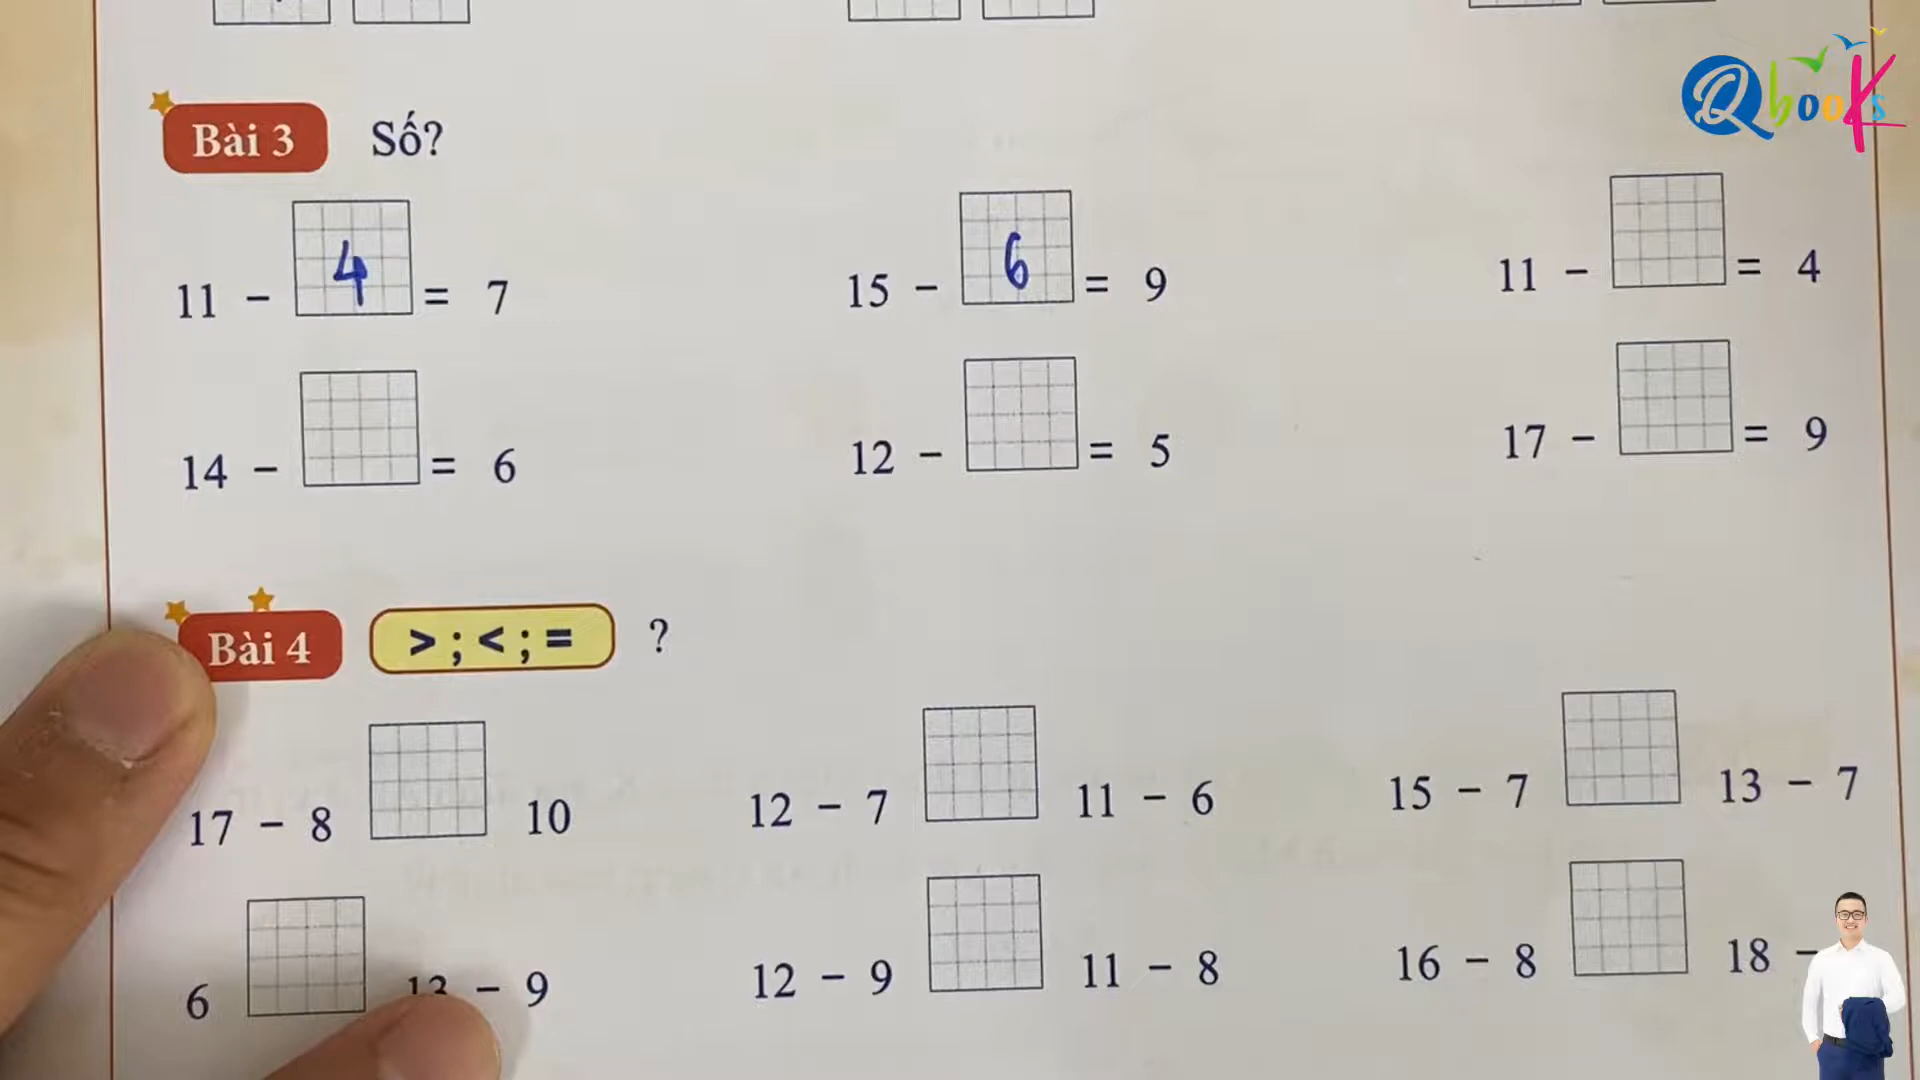 Qbooks
Bài 3 Số?
11 - 4 = 7 15 - 6 = 9 11 - = 4
14 - = 6 12 - = 5 17 - = 9
Bài 4 > ; < ; = ?
17 - 8 10 12 - 7 11 - 6 15 - 7 13 - 7
6 13 - 9 12 - 9 11 - 8 16 - 8 18 -